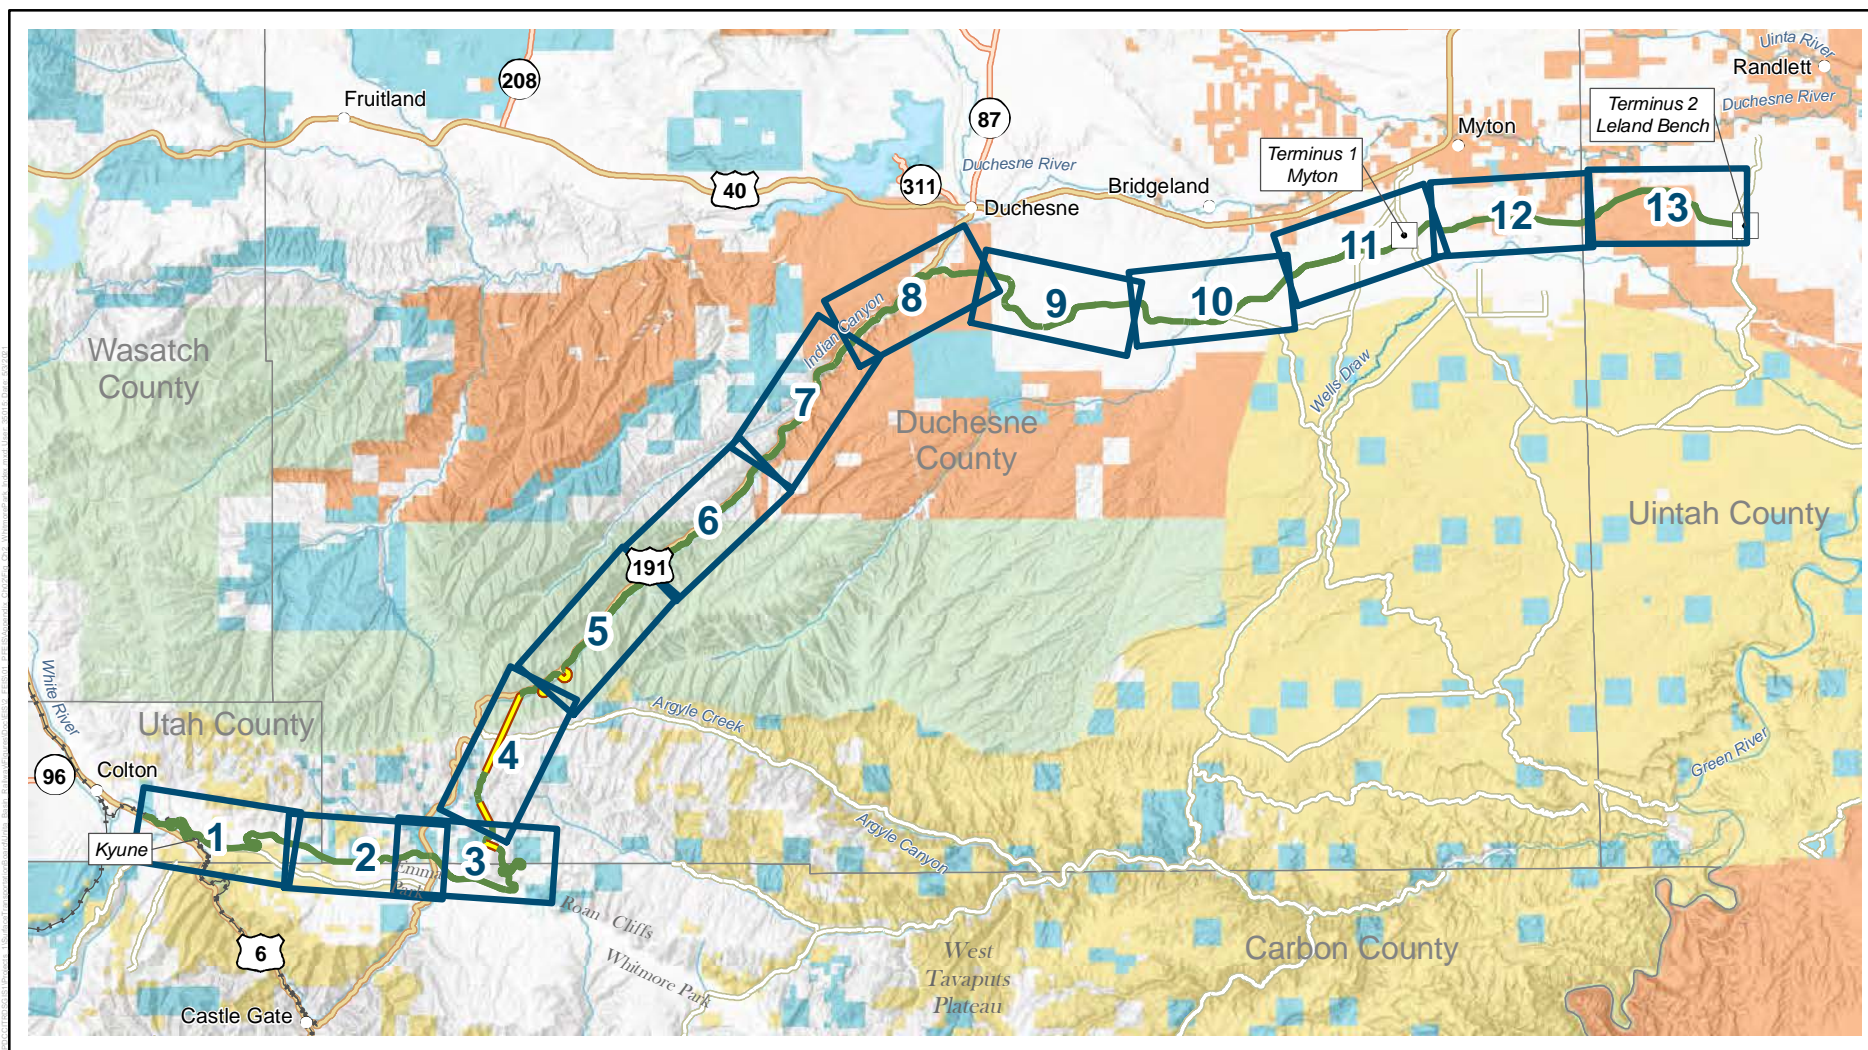 208
Fruitland
87
Uinta River
Randlett
Duchesne River
Terminus 2
Leland Bench
Myton
Terminus 1
Myton
Duchesne River
311
40
Bridgeland
Duchesne
13
12
11
8
9
10
Indian Canyon
Wasatch
County
7
Wells Draw
Duchesne
County
6
Uintah County
191
5
White River
Utah County
Argyle Creek
4
Green River
96
Colton
Kyune
1
2
3
Emma
Park
Argyle Canyon
Roan Cliffs
6
Whitmore Park
West
Tavaputs
Plateau
Carbon County
Castle Gate